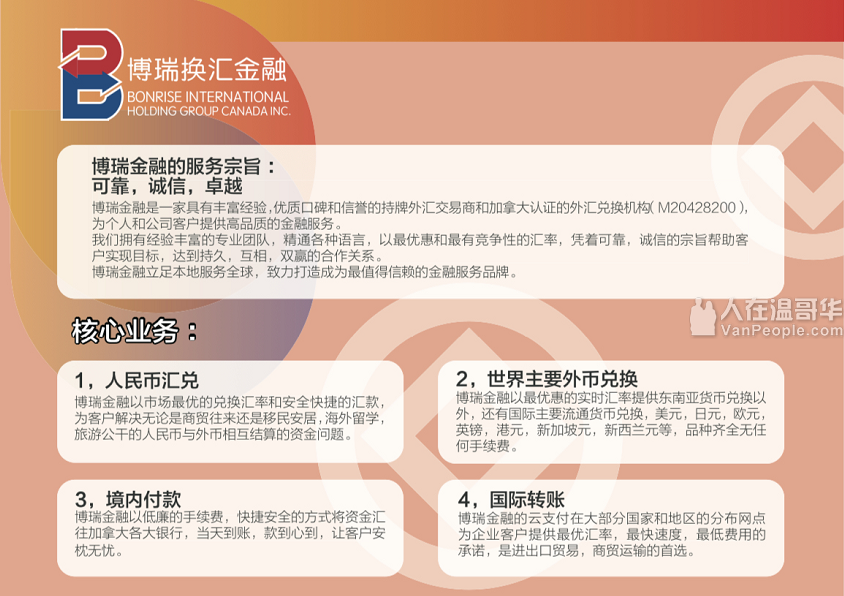 博瑞换汇金融
BONRISE INTERNATIONAL
HOLDING GROUP CANADA INC.
博瑞金融的服务宗旨：
可靠，诚信，卓越
博瑞金融是一家具有丰富经验,优质口碑和信誉的持牌外汇交易商和加拿大认证的外汇兑换机构( M20428200 ),
为个人和公司客户提供高品质的金融服务。
我们拥有经验丰富的专业团队，精通各种语言，以最优惠和最有竞争性的汇率，凭着可靠，诚信的宗旨帮助客
户实现目标，达到持久，互相，双赢的合作关系。
博瑞金融立足本地服务全球，致力打造成为最值得信赖的金融服务品牌。
人在温哥华
VanPeople.com
核心业务：
1，人民币汇兑
博瑞金融以市场最优的兑换汇率和安全快捷的汇款，
为客户解决无论是商贸往来还是移民安居，海外留学，
旅游公干的人民币与外币相互结算的资金问题。
2，世界主要外币兑换
博瑞金融以最优惠的实时汇率提供东南亚货币兑换以
外，还有国际主要流通货币兑换，美元，日元，欧元，
英镑，港元，新加坡元，新西兰元等，品种齐全无任
何手续费。
3，境内付款
博瑞金融以低廉的手续费，快捷安全的方式将资金汇
往加拿大各大银行，当天到账，款到心到，让客户安
枕无忧。
4，国际转账
博瑞金融的云支付在大部分国家和地区的分布网点
为企业客户提供最优汇率，最快速度，最低费用的
承诺，是进出口贸易，商贸运输的首选。